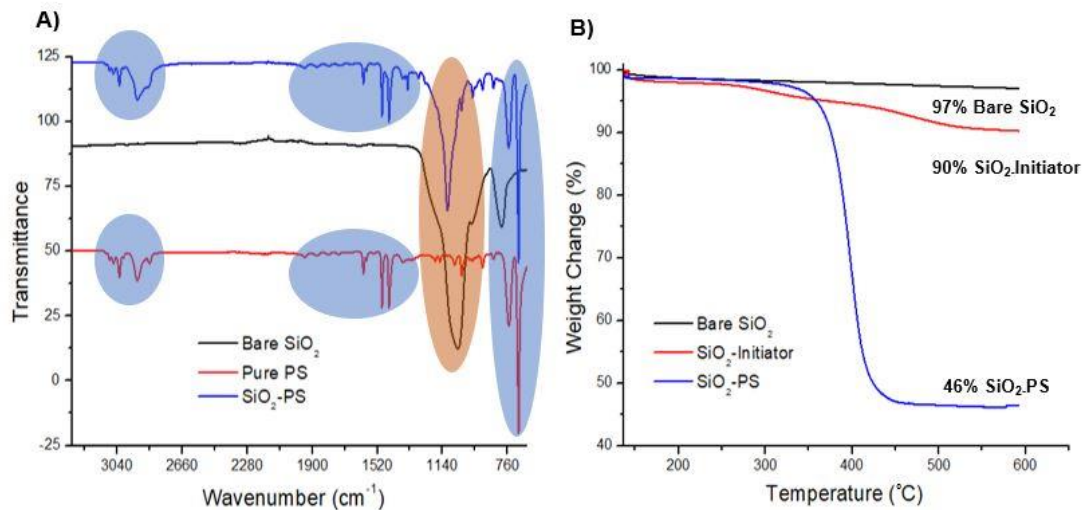 A)
125
100
75
50
25
0
-25
Transmittance
Bare SiO₂
Pure PS
SiO₂-PS
3040 2660 2280 1900 1520 1140 760
Wavenumber (cm⁻¹)
B)
100
90
80
70
60
50
40
Weight Change (%)
97% Bare SiO₂
90% SiO₂.Initiator
Bare SiO₂
SiO₂-Initiator
SiO₂-PS
46% SiO₂.PS
200 300 400 500 600
Temperature (°C)